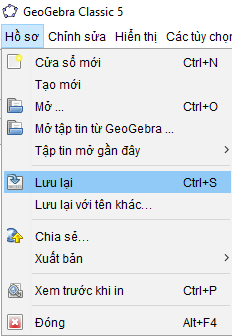 GeoGebra Classic 5
Hồ sơ Chỉnh sửa Hiển thị Các tùy chọn
Cửa sổ mới Ctrl+N
Tạo mới
Mở ... Ctrl+O
Mở tập tin từ GeoGebra ...
Tập tin mở gần đây
Lưu lại Ctrl+S
Lưu lại với tên khác...
Chia sẻ...
Xuất bản
Xem trước khi in Ctrl+P
Đóng Alt+F4